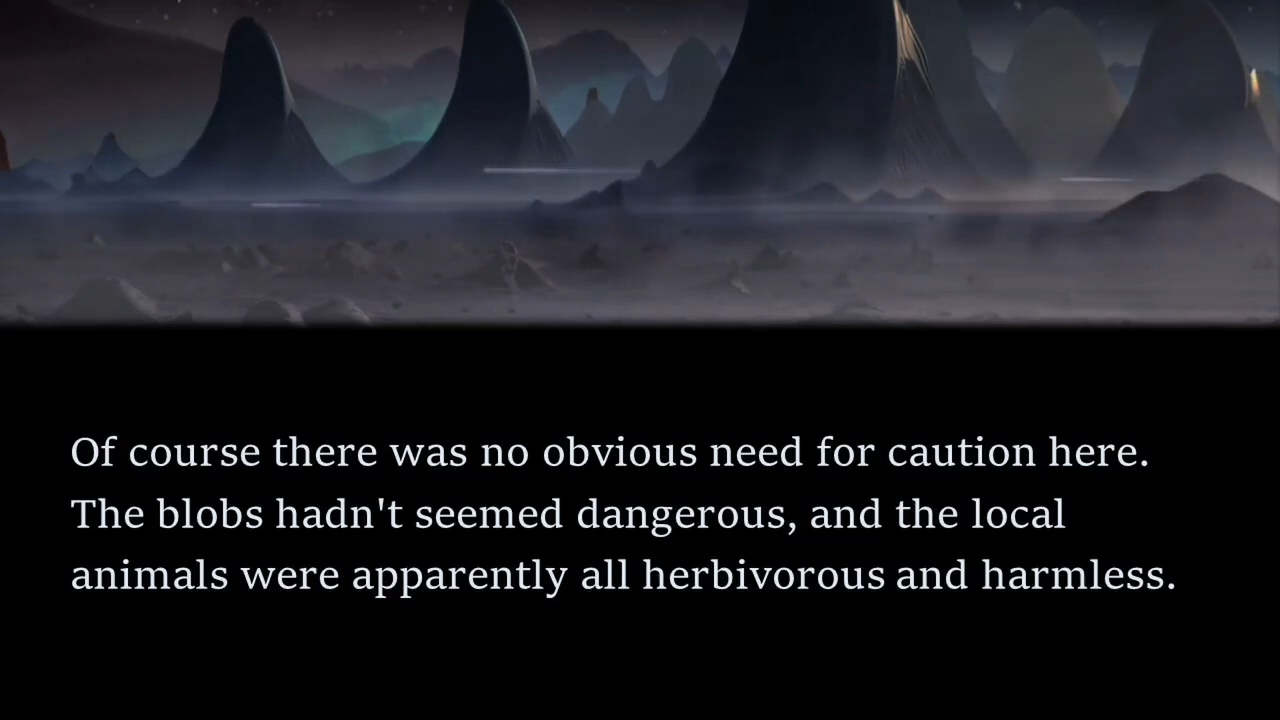 Of course there was no obvious need for caution here.
The blobs hadn't seemed dangerous, and the local
animals were apparently all herbivorous and harmless.